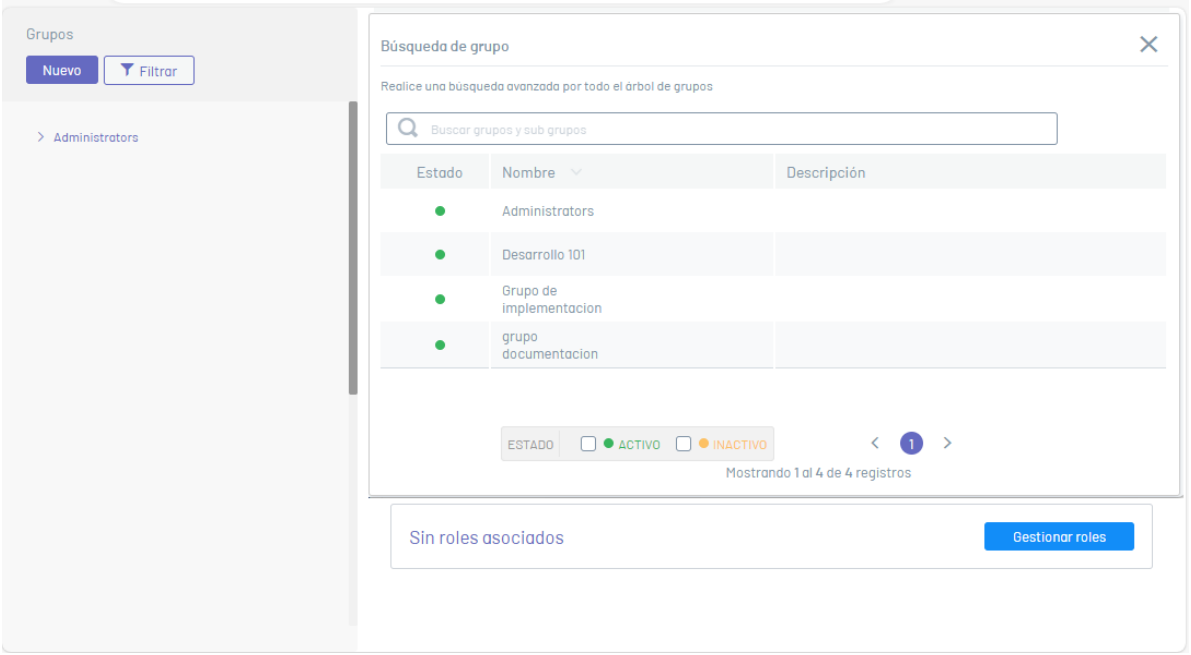 Grupos
Nuevo
Filtrar
Administrators
Búsqueda de grupo
Realice una búsqueda avanzada por todo el árbol de grupos
Buscar grupos y sub grupos
Estado Nombre Descripción
Administrators
Desarrollo 101
Grupo de
implementacion
grupo
documentacion
ESTADO ACTIVO INACTIVO
1
Mostrando 1 al 4 de 4 registros
Sin roles asociados
Gestionar roles